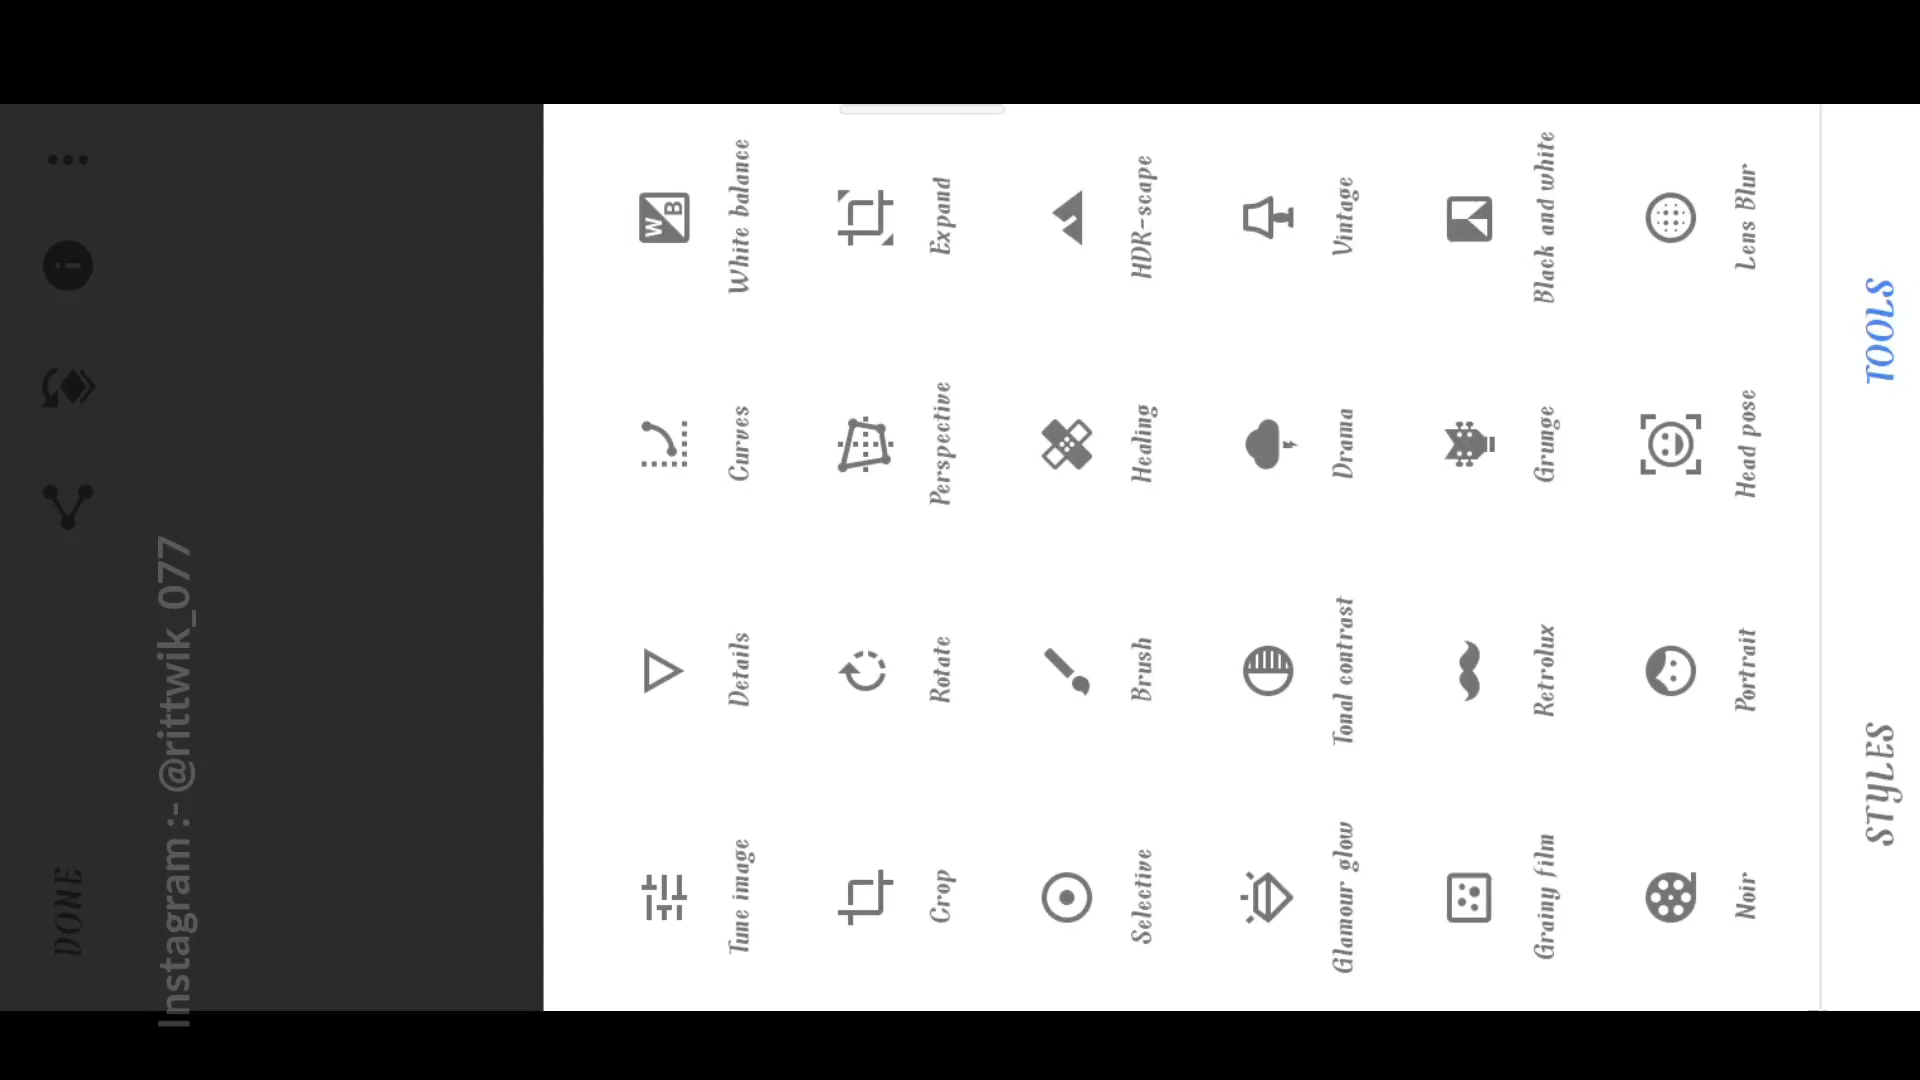 DONE
Instagram :- @rittwik_077
Tune image
Details
Curves
WB
White balance
Crop
Rotate
Perspective
Expand
Selective
Brush
Healing
HDR-scape
Glamour glow
Tonal contrast
Drama
Vintage
Grainy film
Retrolux
Grunge
Black and white
Noir
Portrait
Head pose
Lens Blur
STYLES
TOOLS